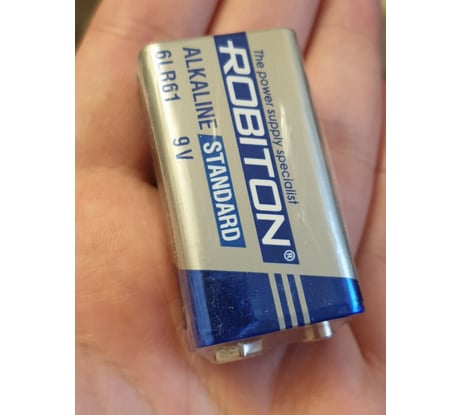 ROBITON®
The power supply specialist
ALKALINE STANDARD
6LR61 9V